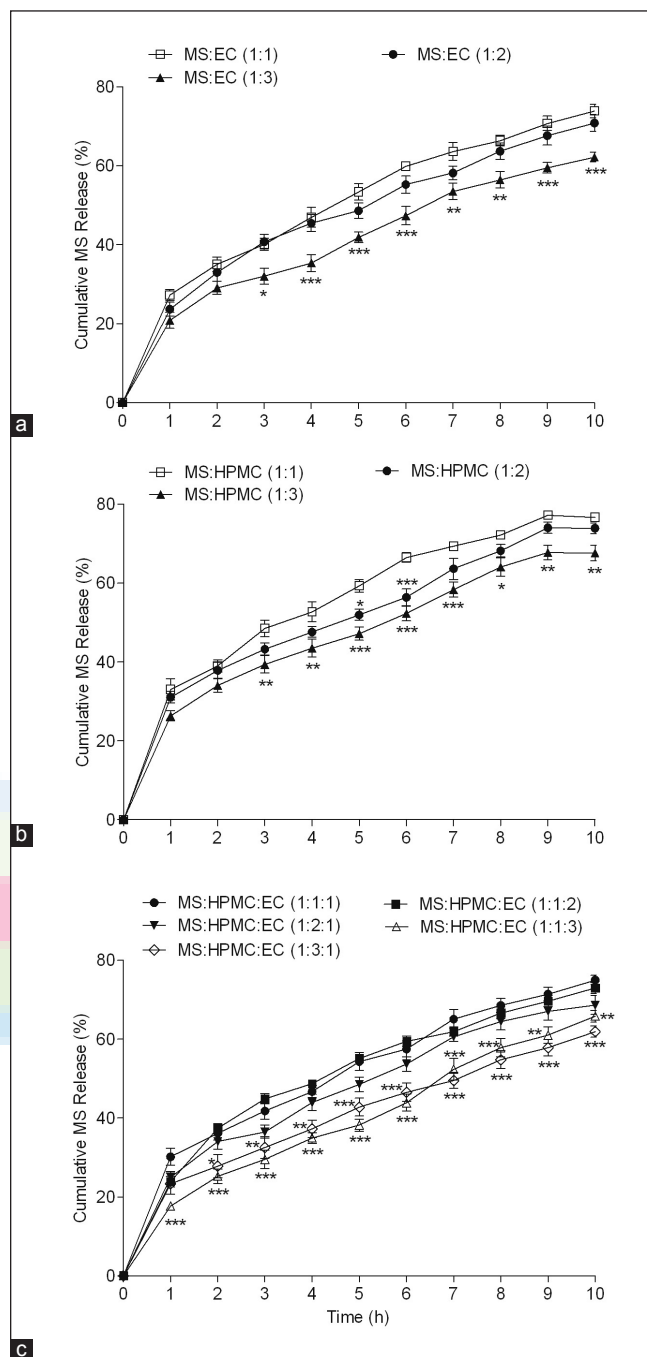 MS:EC (1:1) MS:EC (1:2)
MS:EC (1:3)
80
60
40
20
0
Cumulative MS Release (%)
* *** *** *** ** ** *** ***
0 1 2 3 4 5 6 7 8 9 10
a
MS:HPMC (1:1) MS:HPMC (1:2)
MS:HPMC (1:3)
80
60
40
20
0
Cumulative MS Release (%)
* ***
** ** *** *** *** * ** **
0 1 2 3 4 5 6 7 8 9 10
b
MS:HPMC:EC (1:1:1) MS:HPMC:EC (1:1:2)
MS:HPMC:EC (1:2:1) MS:HPMC:EC (1:1:3)
MS:HPMC:EC (1:3:1)
80
60
40
20
0
Cumulative MS Release (%)
* ** ** *** *** *** *** ** **
*** *** *** *** *** *** *** *** *** ***
0 1 2 3 4 5 6 7 8 9 10
Time (h)
c